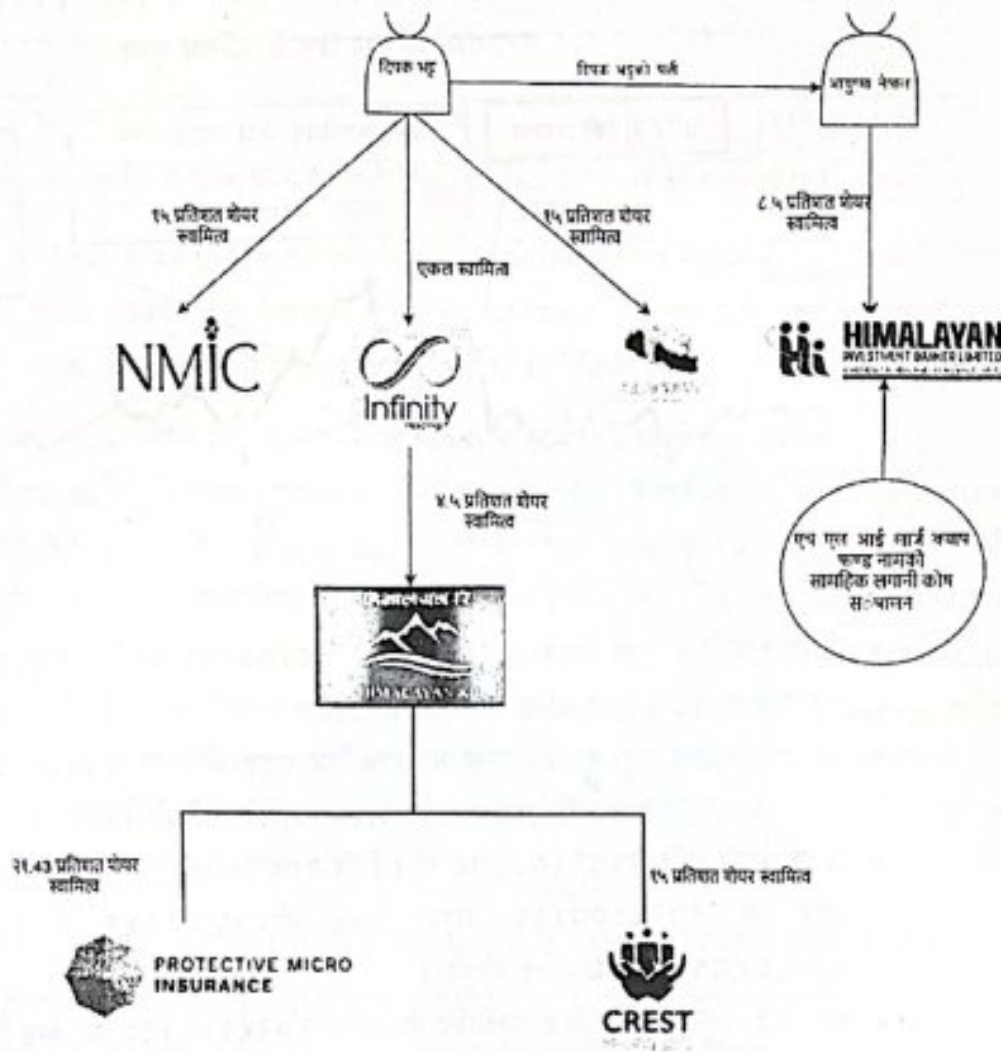 दिपक भट्ट
दिपक भट्टको पत्नी
१५ प्रतिशत शेयर
स्वामित्व
एकल स्वामित्व
१५ प्रतिशत शेयर
स्वामित्व
८.५ प्रतिशत शेयर
स्वामित्व
NMIC
Infinity
HIMALAYAN
INVESTMENT BANKER LIMITED
४.५ प्रतिशत शेयर
स्वामित्व
एच एल आई लार्ज क्याप
फण्ड नामको
सामुहिक लगानी कोष
संचालन
HIMALAYAN
२१.43 प्रतिशत शेयर
स्वामित्व
१५ प्रतिशत शेयर स्वामित्व
PROTECTIVE MICRO
INSURANCE
CREST